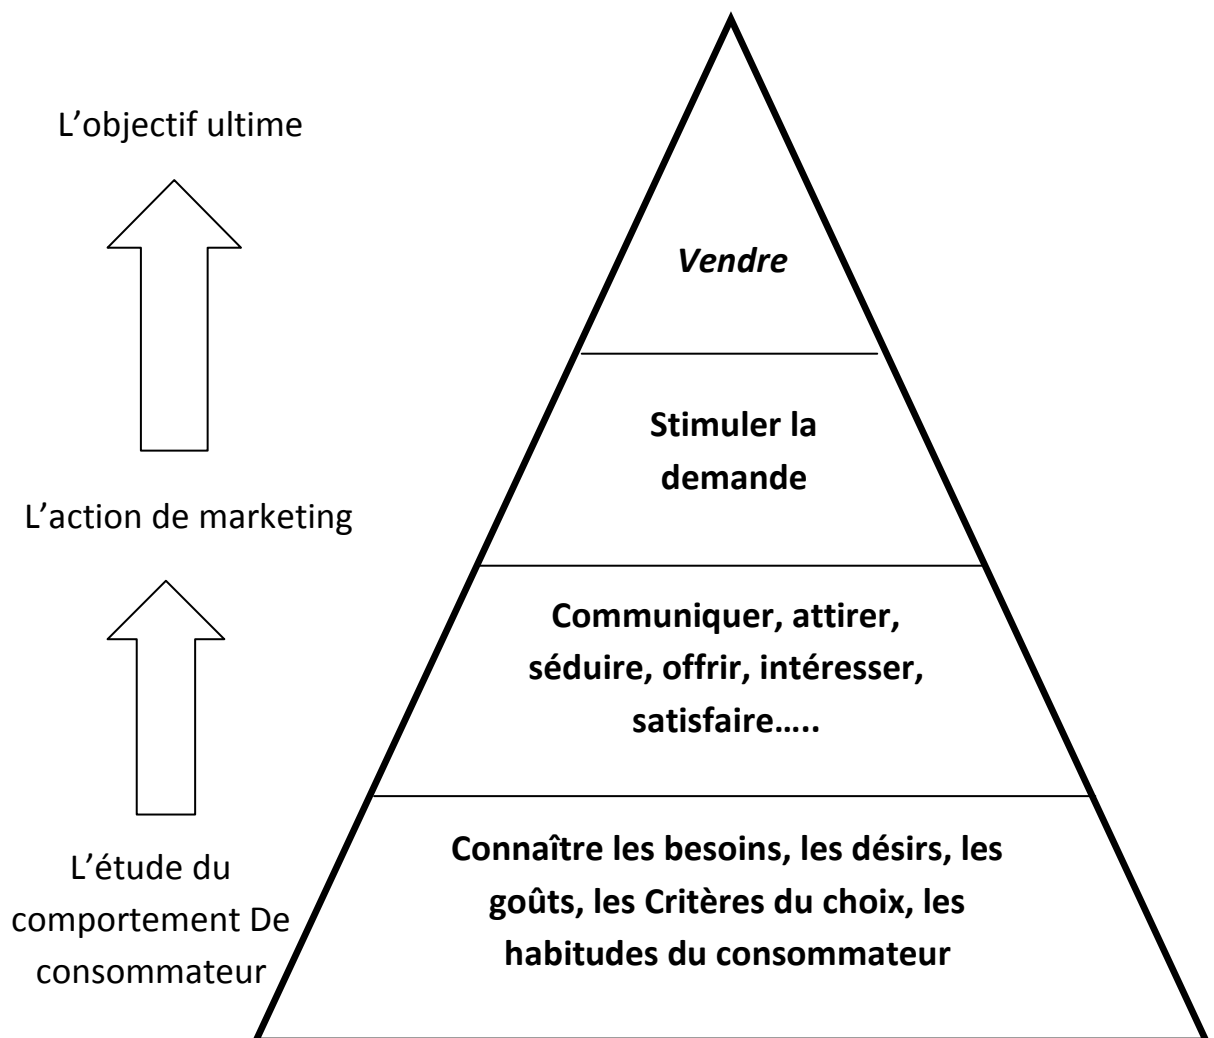 L’objectif ultime
Vendre
Stimuler la
demande
L’action de marketing
Communiquer, attirer,
séduire, offrir, intéresser,
satisfaire…..
L’étude du
comportement De
consommateur
Connaître les besoins, les désirs, les
goûts, les Critères du choix, les
habitudes du consommateur